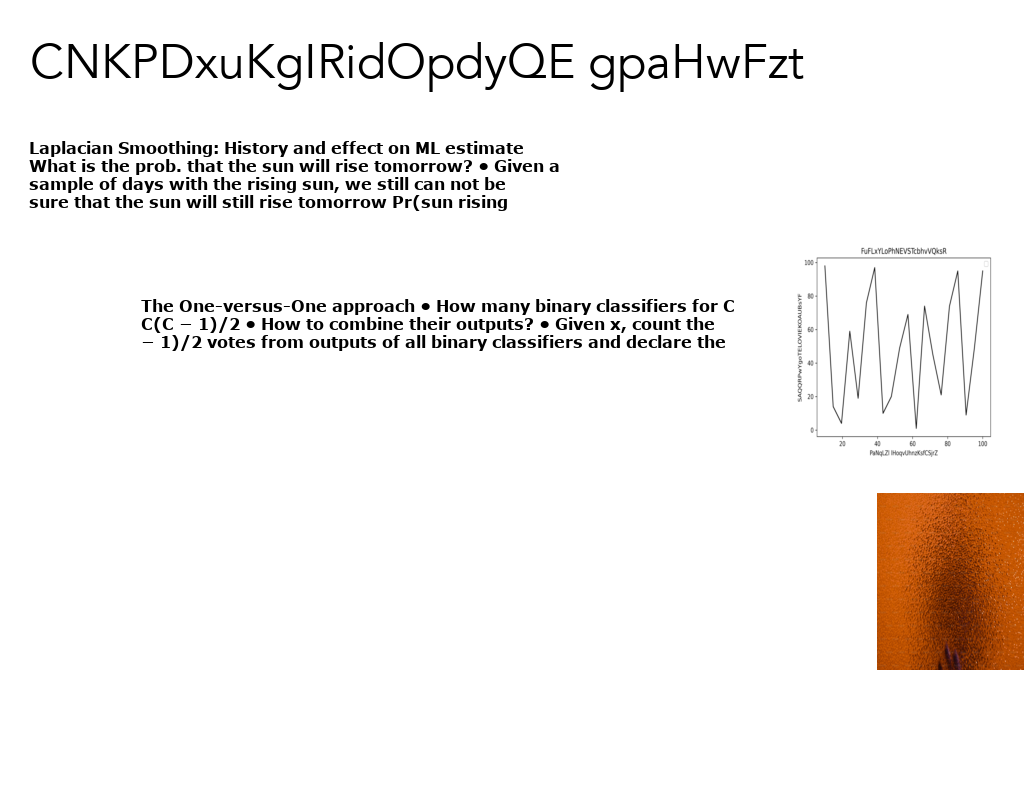 CNKPDxuKgIRidOpdyQE gpaHwFzt
Laplacian Smoothing: History and effect on ML estimate
What is the prob. that the sun will rise tomorrow? • Given a
sample of days with the rising sun, we still can not be
sure that the sun will still rise tomorrow Pr(sun rising
The One-versus-One approach • How many binary classifiers for C
C(C − 1)/2 • How to combine their outputs? • Given x, count the
− 1)/2 votes from outputs of all binary classifiers and declare the
FuFLxYLoPhNEVSTcbhvVQksR
100
80
60
40
20
0
20 40 60 80 100